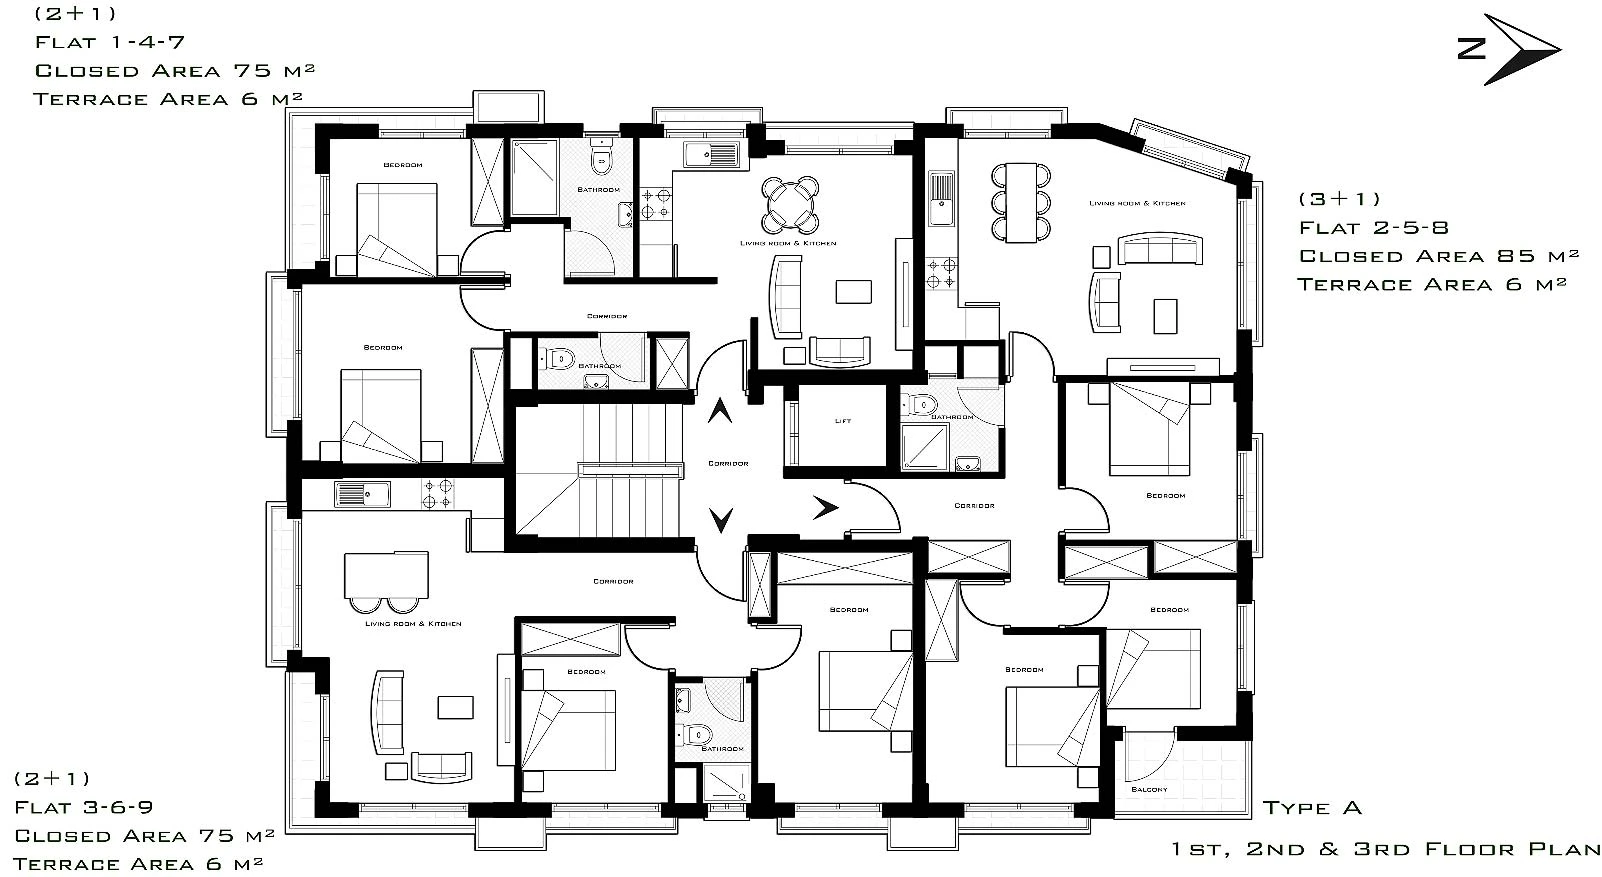 (2+1)
Flat 1-4-7
Closed Area 75 m²
Terrace Area 6 m²
N
(3+1)
Flat 2-5-8
Closed Area 85 m²
Terrace Area 6 m²
Bedroom
Bathroom
Living room & Kitchen
Living room & Kitchen
Corridor
Bedroom
Bathroom
Lift
Bathroom
Corridor
Bedroom
Corridor
Corridor
Living room & Kitchen
Bedroom
Bedroom
Bedroom
Bedroom
Bathroom
Balcony
(2+1)
Flat 3-6-9
Closed Area 75 m²
Terrace Area 6 m²
Type A
1st, 2nd & 3rd Floor Plan